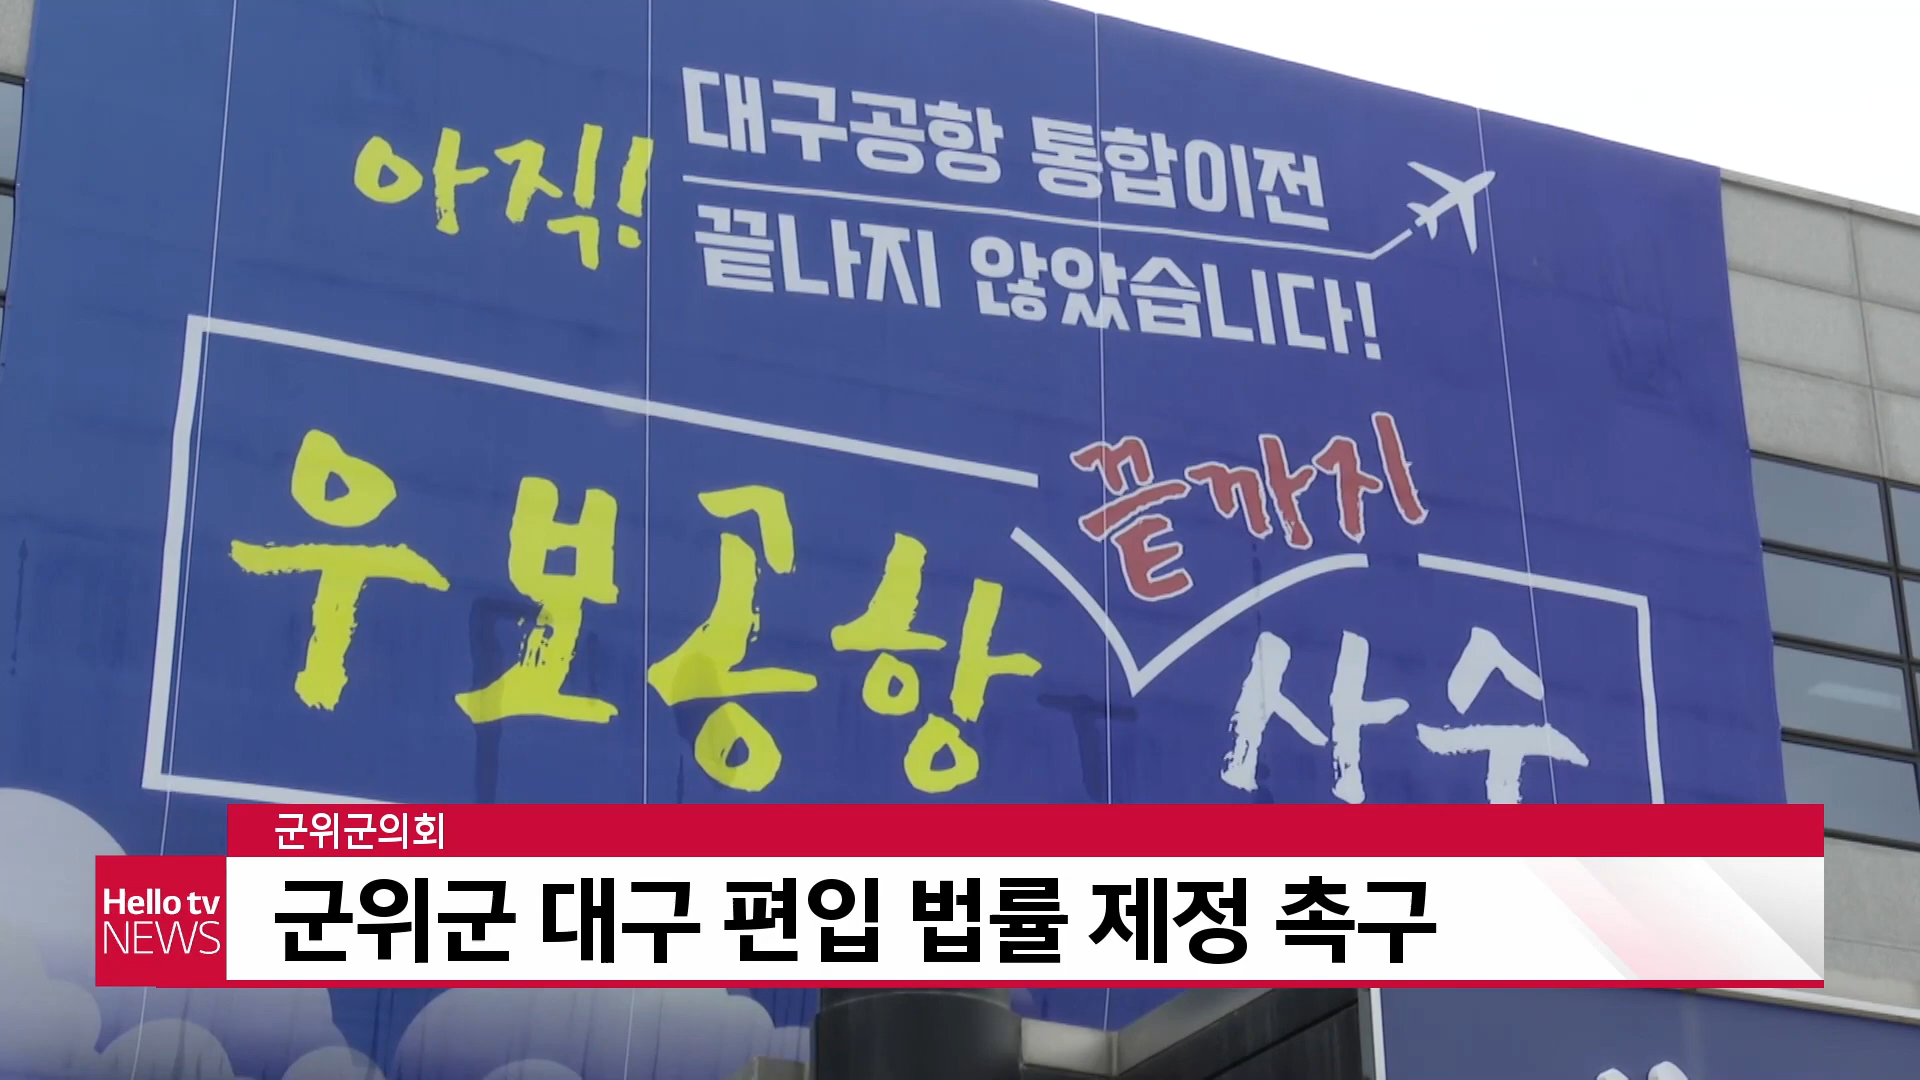 아직!
대구공항 통합이전
끝나지 않았습니다!
우보공항 끝까지 사수
군위군의회
Hello tv
NEWS
군위군 대구 편입 법률 제정 촉구